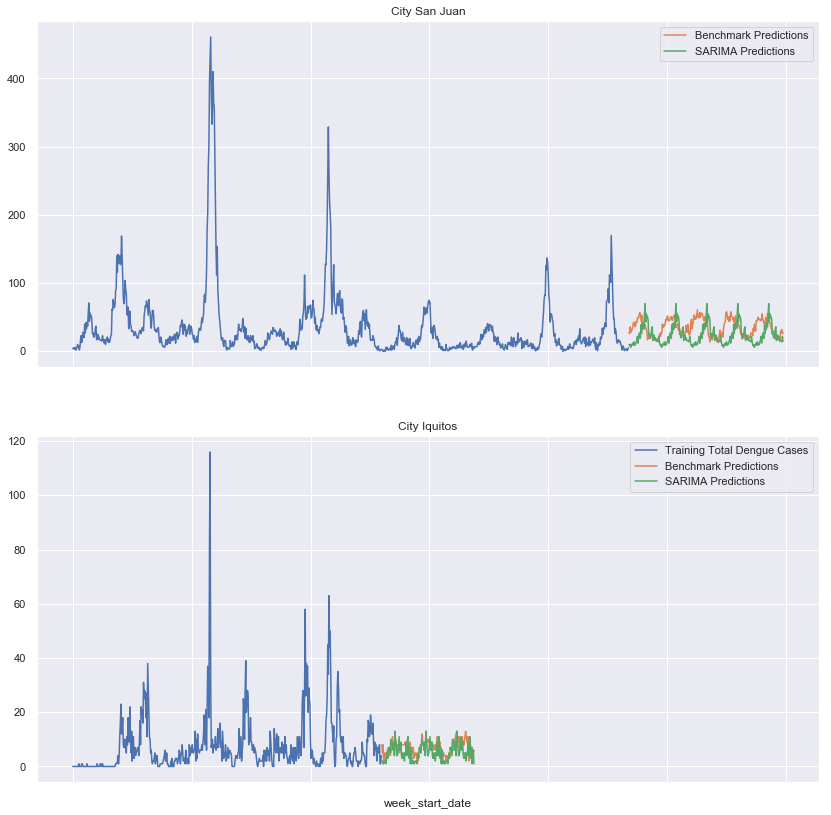 City San Juan
Benchmark Predictions
SARIMA Predictions
400
300
200
100
0
City Iquitos
Training Total Dengue Cases
Benchmark Predictions
SARIMA Predictions
120
100
80
60
40
20
0
week_start_date